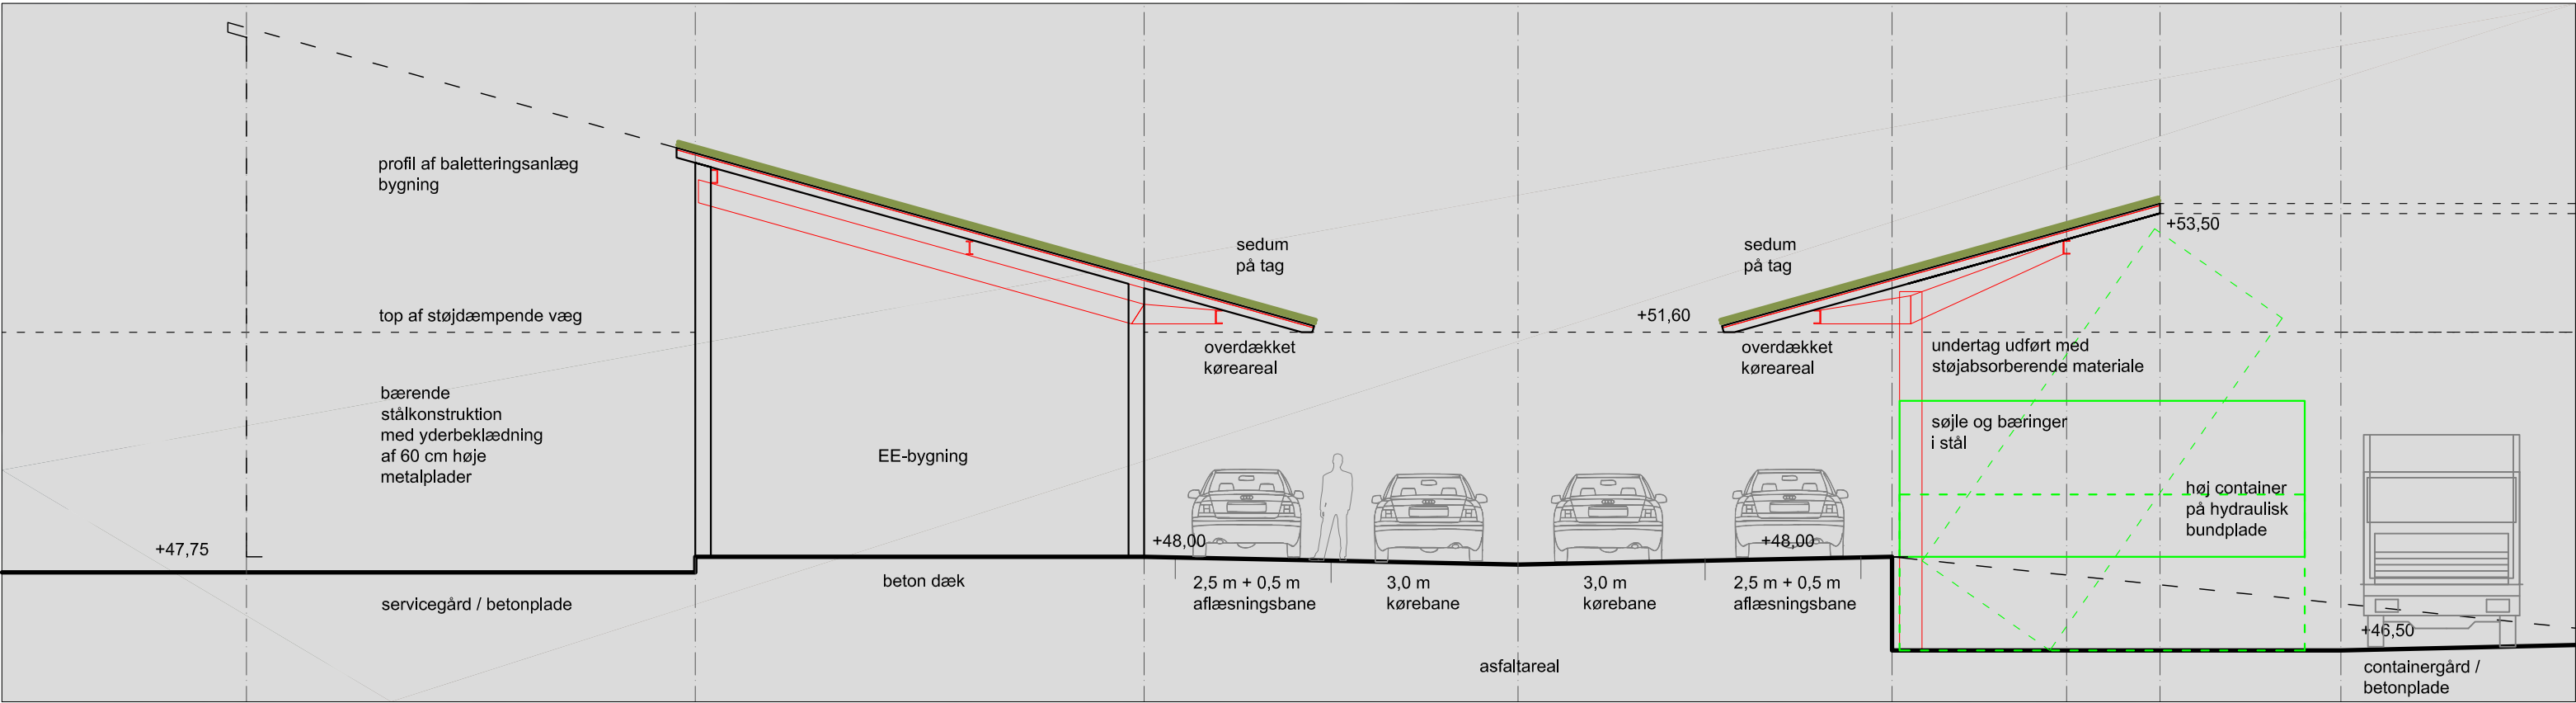 profil af baletteringsanlæg
bygning
top af støjdæmpende væg
bærende
stålkonstruktion
med yderbeklædning
af 60 cm høje
metalplader
+47,75
servicegård / betonplade
EE-bygning
beton dæk
sedum
på tag
overdækket
køreareal
+48,00
2,5 m + 0,5 m
aflæsningsbane
3,0 m
kørebane
asfaltareal
3,0 m
kørebane
+51,60
sedum
på tag
overdækket
køreareal
+48,00
2,5 m + 0,5 m
aflæsningsbane
+53,50
undertag udført med
støjabsorberende materiale
søjle og bæringer
i stål
høj container
på hydraulisk
bundplade
+46,50
containergård /
betonplade